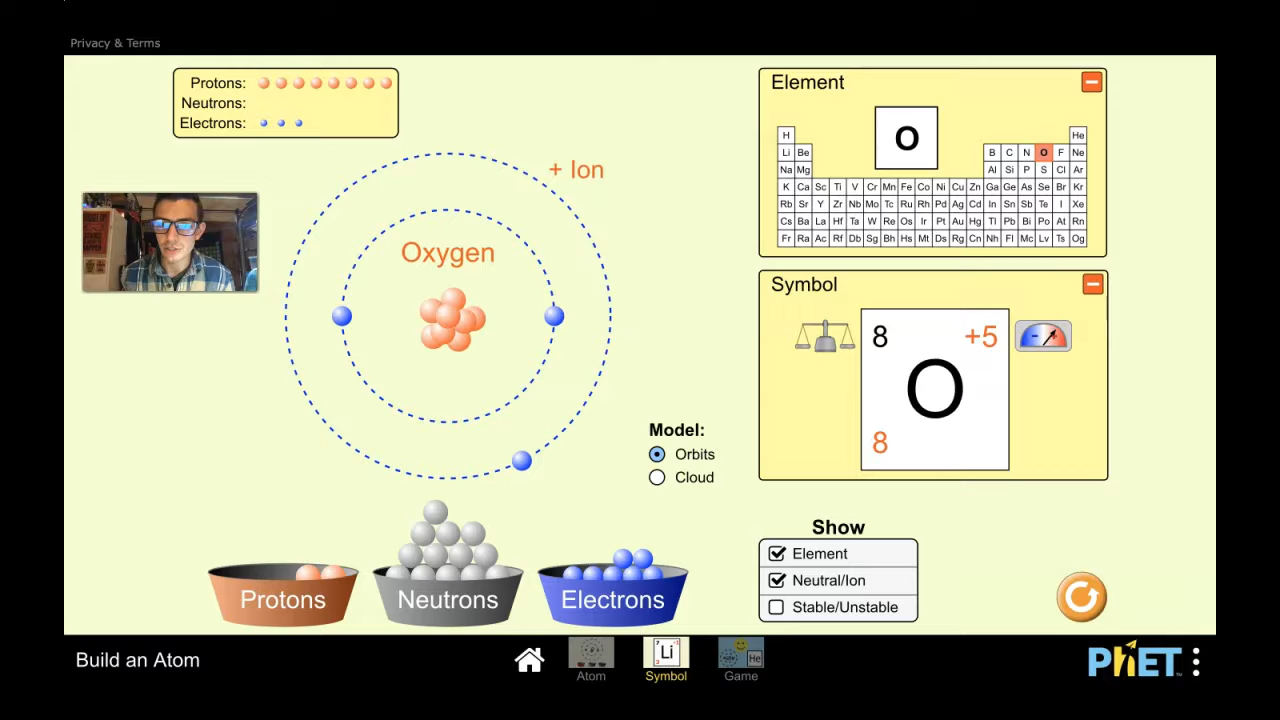 Privacy & Terms
Protons:
Neutrons:
Electrons:
+ Ion
Oxygen
Element
O
H He
Li Be B C N O F Ne
Na Mg Al Si P S Cl Ar
K Ca Sc Ti V Cr Mn Fe Co Ni Cu Zn Ga Ge As Se Br Kr
Rb Sr Y Zr Nb Mo Tc Ru Rh Pd Ag Cd In Sn Sb Te I Xe
Cs Ba La Hf Ta W Re Os Ir Pt Au Hg Tl Pb Bi Po At Rn
Fr Ra Ac Rf Db Sg Bh Hs Mt Ds Rg Cn Nh Fl Mc Lv Ts Og
Symbol
8 +5
O
8
Model:
Orbits
Cloud
Protons
Neutrons
Electrons
Show
Element
Neutral/Ion
Stable/Unstable
Build an Atom
Atom
Li
3
Symbol
He
Game
PhET